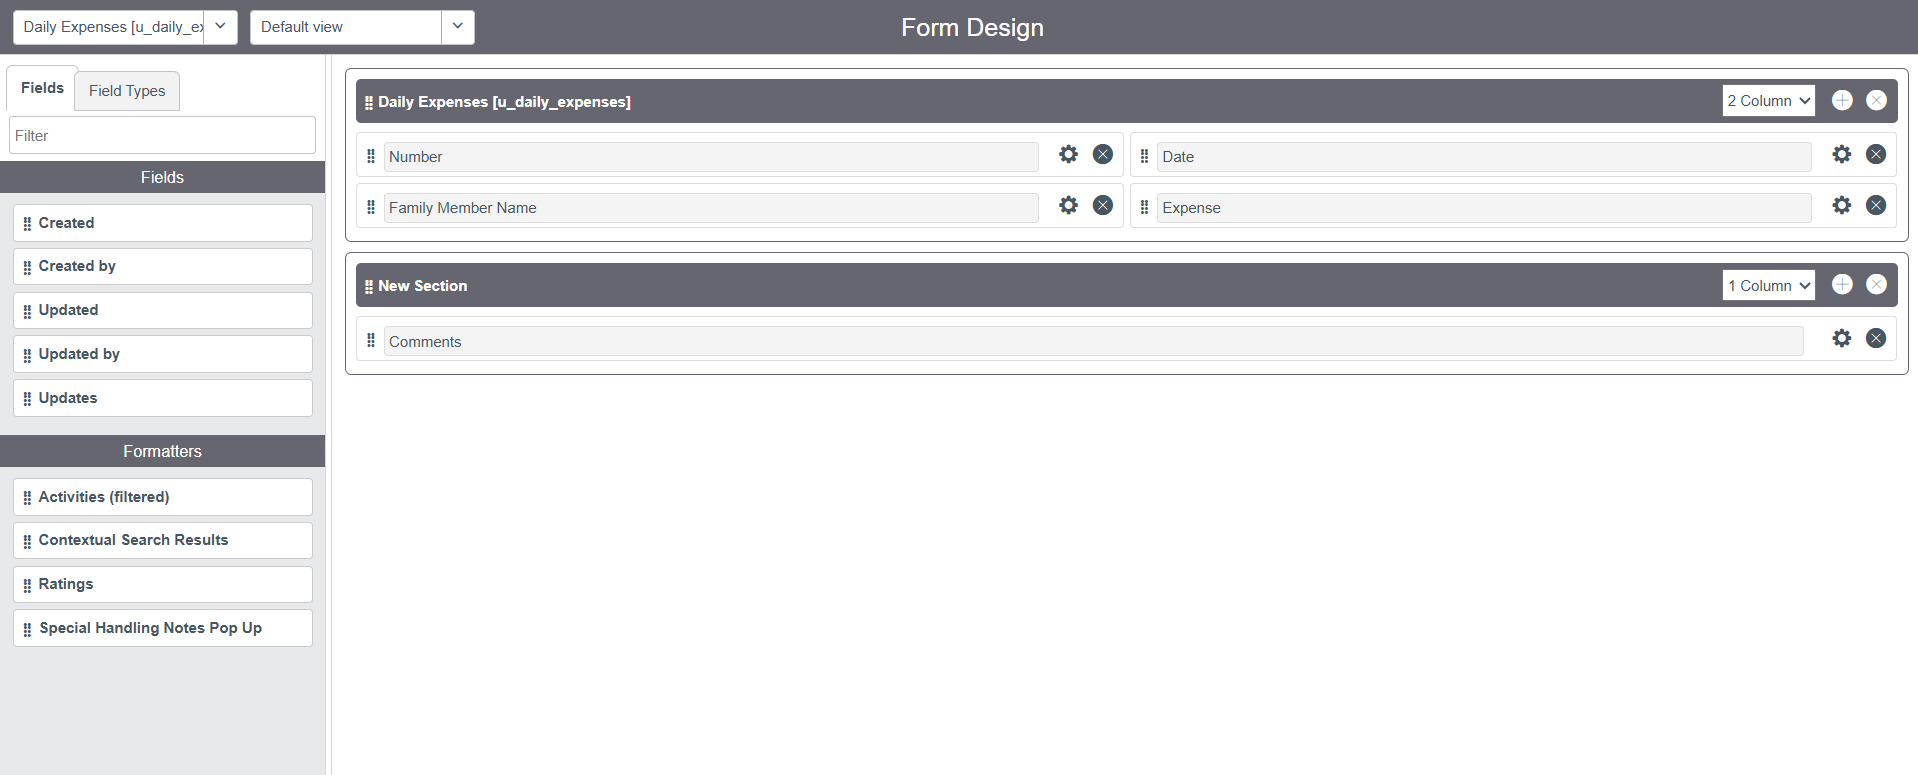 Daily Expenses [u_daily_ex
Default view
Form Design
Fields
Field Types
Filter
Fields
Created
Created by
Updated
Updated by
Updates
Formatters
Activities (filtered)
Contextual Search Results
Ratings
Special Handling Notes Pop Up
Daily Expenses [u_daily_expenses]
2 Column
Number
Date
Family Member Name
Expense
New Section
1 Column
Comments